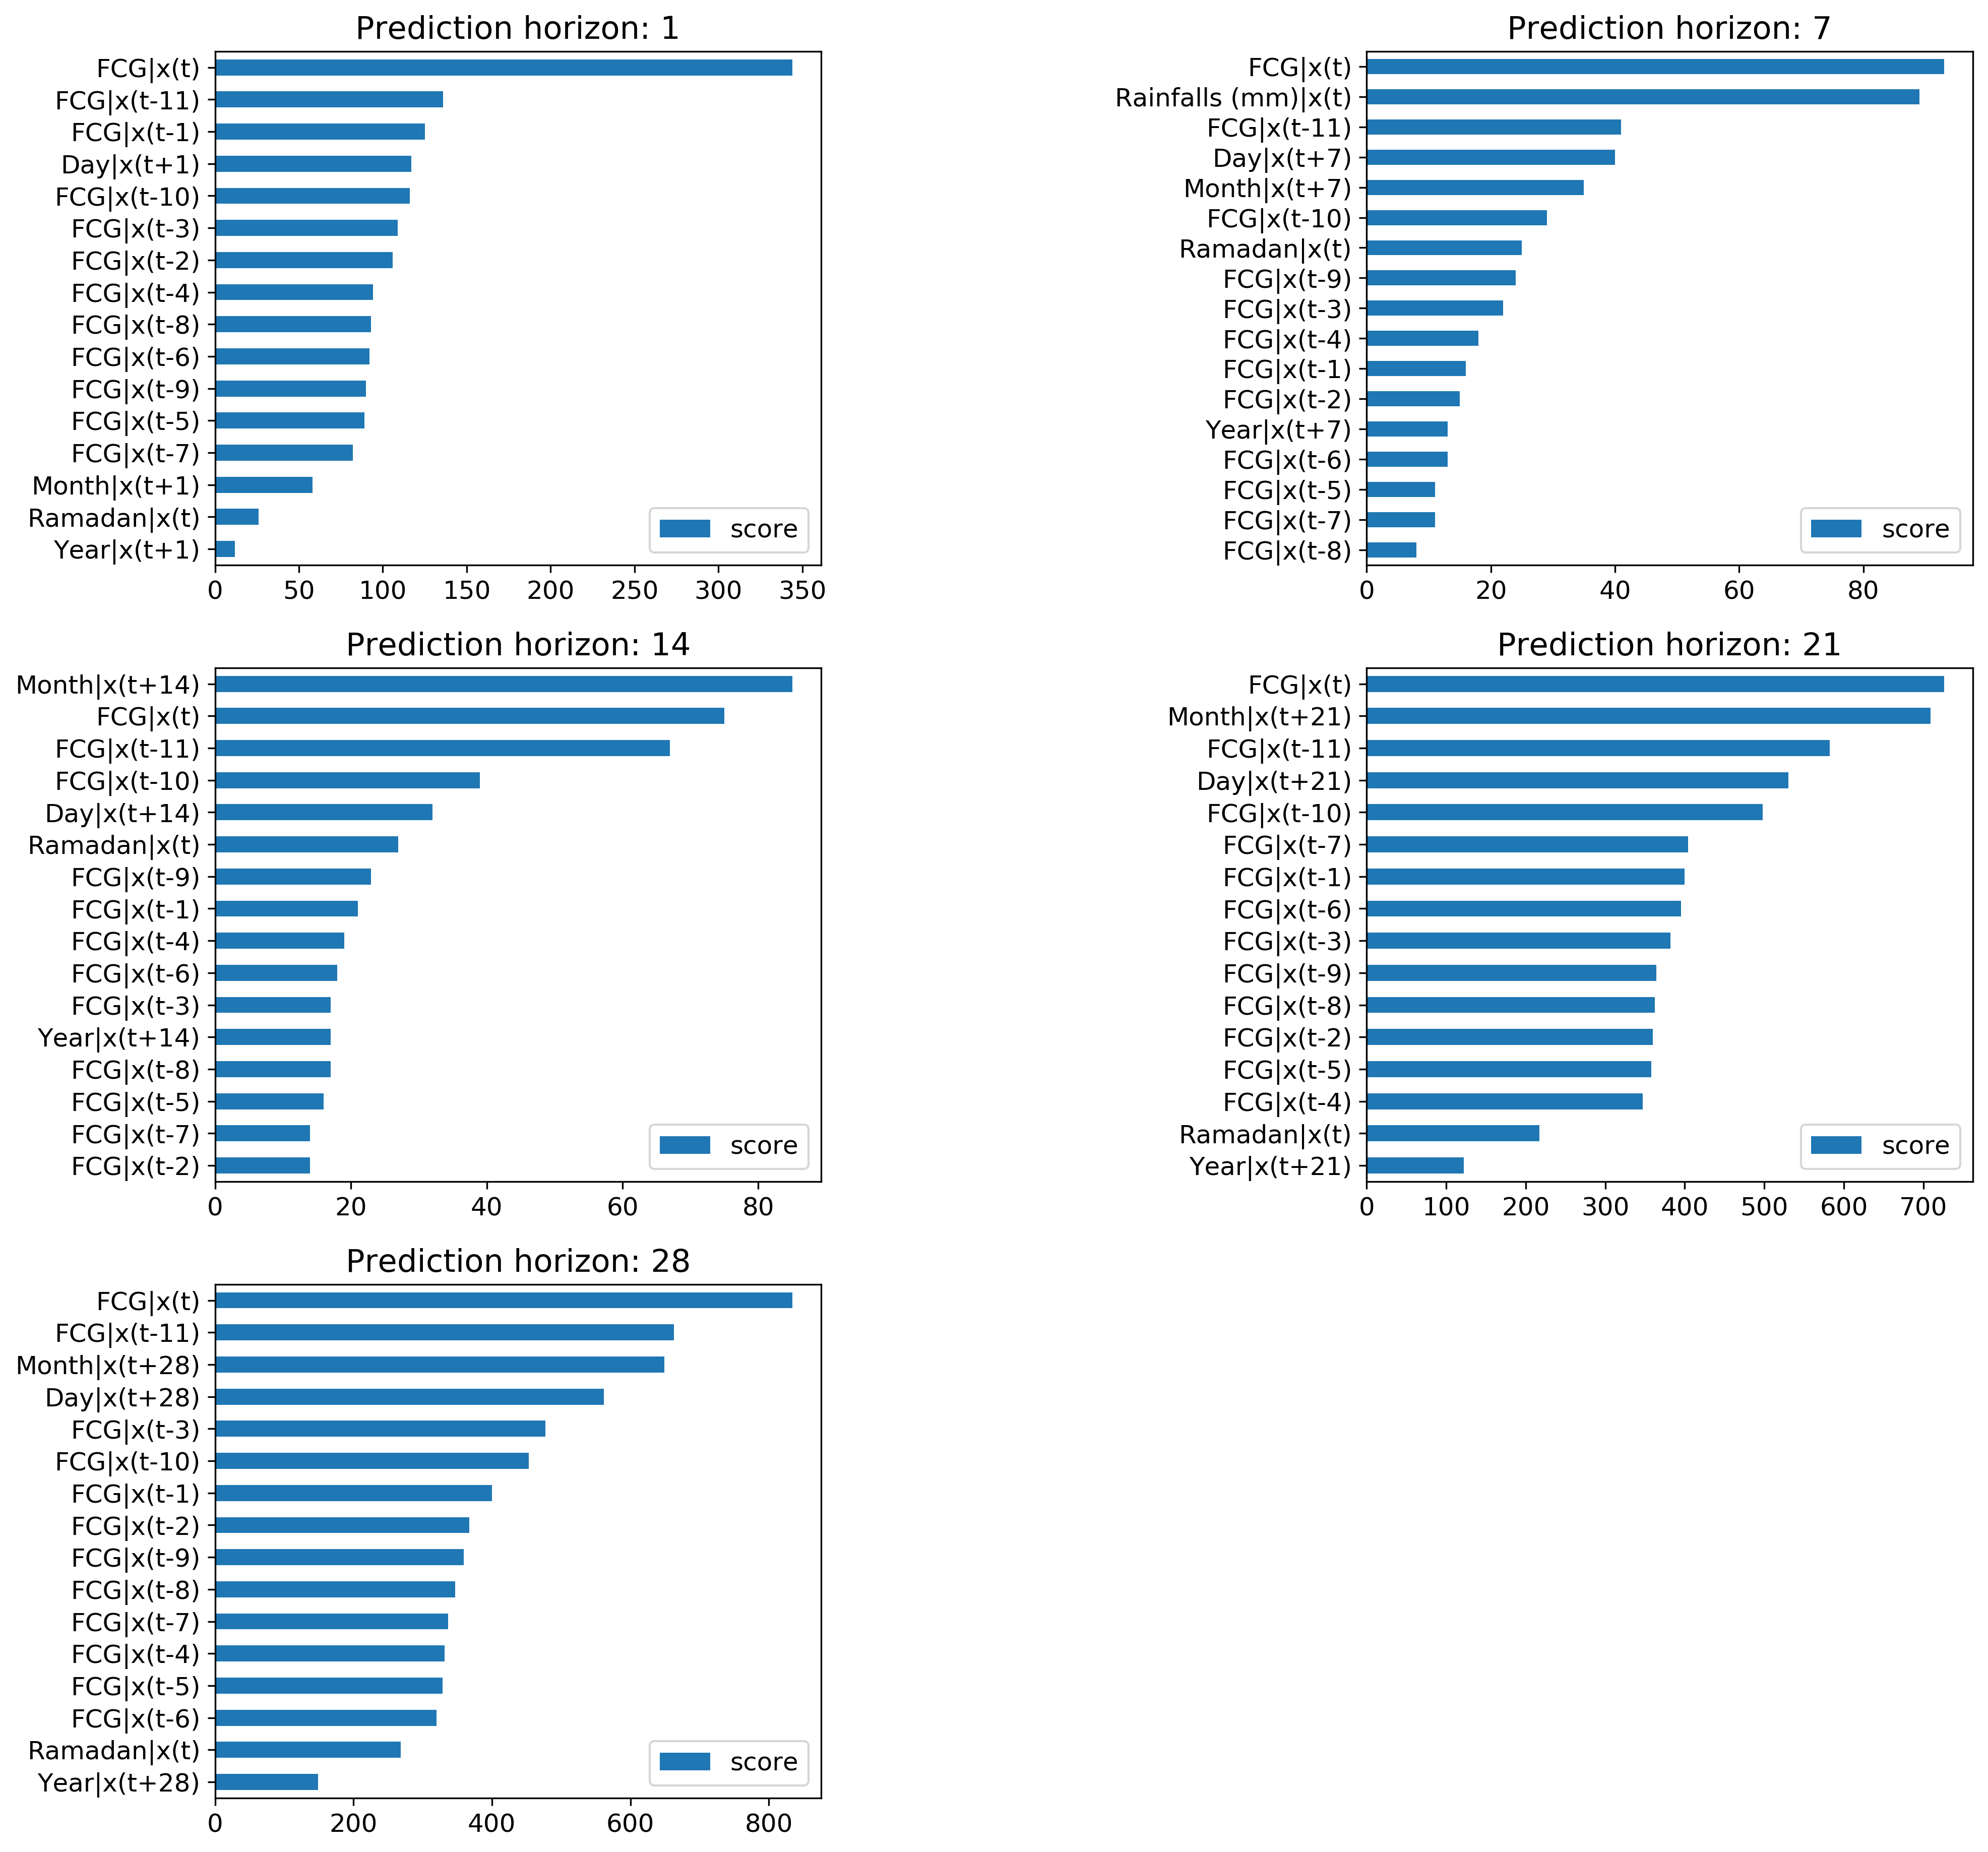 Prediction horizon: 1
FCG|x(t)
FCG|x(t-11)
FCG|x(t-1)
Day|x(t+1)
FCG|x(t-10)
FCG|x(t-3)
FCG|x(t-2)
FCG|x(t-4)
FCG|x(t-8)
FCG|x(t-6)
FCG|x(t-9)
FCG|x(t-5)
FCG|x(t-7)
Month|x(t+1)
Ramadan|x(t)
Year|x(t+1)
score
0 50 100 150 200 250 300 350
Prediction horizon: 7
FCG|x(t)
Rainfalls (mm)|x(t)
FCG|x(t-11)
Day|x(t+7)
Month|x(t+7)
FCG|x(t-10)
Ramadan|x(t)
FCG|x(t-9)
FCG|x(t-3)
FCG|x(t-4)
FCG|x(t-1)
FCG|x(t-2)
Year|x(t+7)
FCG|x(t-6)
FCG|x(t-5)
FCG|x(t-7)
FCG|x(t-8)
score
0 20 40 60 80
Prediction horizon: 14
Month|x(t+14)
FCG|x(t)
FCG|x(t-11)
FCG|x(t-10)
Day|x(t+14)
Ramadan|x(t)
FCG|x(t-9)
FCG|x(t-1)
FCG|x(t-4)
FCG|x(t-6)
FCG|x(t-3)
Year|x(t+14)
FCG|x(t-8)
FCG|x(t-5)
FCG|x(t-7)
FCG|x(t-2)
score
0 20 40 60 80
Prediction horizon: 21
FCG|x(t)
Month|x(t+21)
FCG|x(t-11)
Day|x(t+21)
FCG|x(t-10)
FCG|x(t-7)
FCG|x(t-1)
FCG|x(t-6)
FCG|x(t-3)
FCG|x(t-9)
FCG|x(t-8)
FCG|x(t-2)
FCG|x(t-5)
FCG|x(t-4)
Ramadan|x(t)
Year|x(t+21)
score
0 100 200 300 400 500 600 700
Prediction horizon: 28
FCG|x(t)
FCG|x(t-11)
Month|x(t+28)
Day|x(t+28)
FCG|x(t-3)
FCG|x(t-10)
FCG|x(t-1)
FCG|x(t-2)
FCG|x(t-9)
FCG|x(t-8)
FCG|x(t-7)
FCG|x(t-4)
FCG|x(t-5)
FCG|x(t-6)
Ramadan|x(t)
Year|x(t+28)
score
0 200 400 600 800